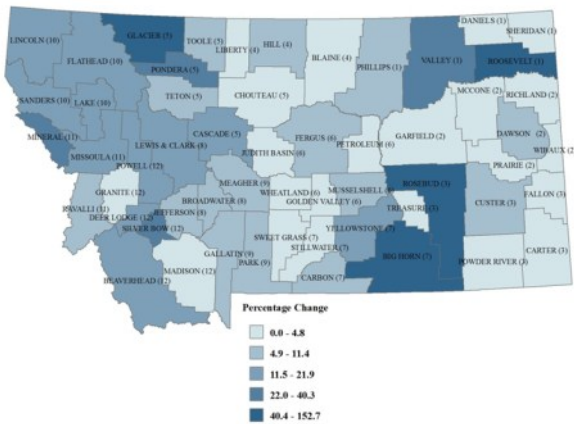 DANIELS (1)
SHERIDAN (1)
LINCOLN (10)
GLACIER (5)
TOOLE (5)
LIBERTY (4)
HILL (4)
BLAINE (4)
PHILLIPS (1)
VALLEY (1)
ROOSEVELT (1)
FLATHEAD (10)
PONDERA (5)
TETON (5)
CHOUTEAU (5)
MCCONE (2)
RICHLAND (2)
SANDERS (10)
LAKE (10)
MINERAL (11)
MISSOULA (11)
LEWIS & CLARK (8)
CASCADE (5)
JUDITH BASIN (6)
FERGUS (6)
PETROLEUM (6)
GARFIELD (2)
DAWSON (2)
WIBAUX (2)
PRAIRIE (2)
POWELL (12)
GRANITE (12)
MEAGHER (9)
WHEATLAND (6)
MUSSELSHELL (6)
GOLDEN VALLEY (6)
ROSEBUD (3)
TREASURE (3)
CUSTER (3)
FALLON (3)
RAVALLI (11)
DEER LODGE (12)
JEFFERSON (8)
BROADWATER (8)
SILVER BOW (12)
SWEET GRASS (7)
STILLWATER (7)
YELLOWSTONE (7)
BIG HORN (7)
POWDER RIVER (3)
CARTER (3)
BEAVERHEAD (12)
MADISON (12)
GALLATIN (9)
PARK (9)
CARBON (7)
Percentage Change
0.0 - 4.8
4.9 - 11.4
11.5 - 21.9
22.0 - 40.3
40.4 - 152.7